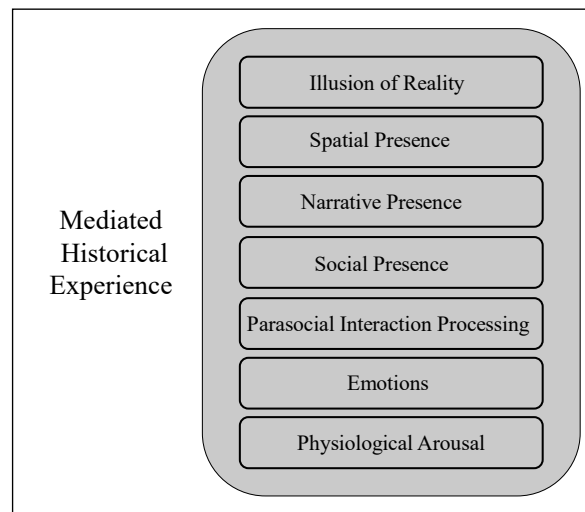 Mediated
Historical
Experience
Illusion of Reality
Spatial Presence
Narrative Presence
Social Presence
Parasocial Interaction Processing
Emotions
Physiological Arousal